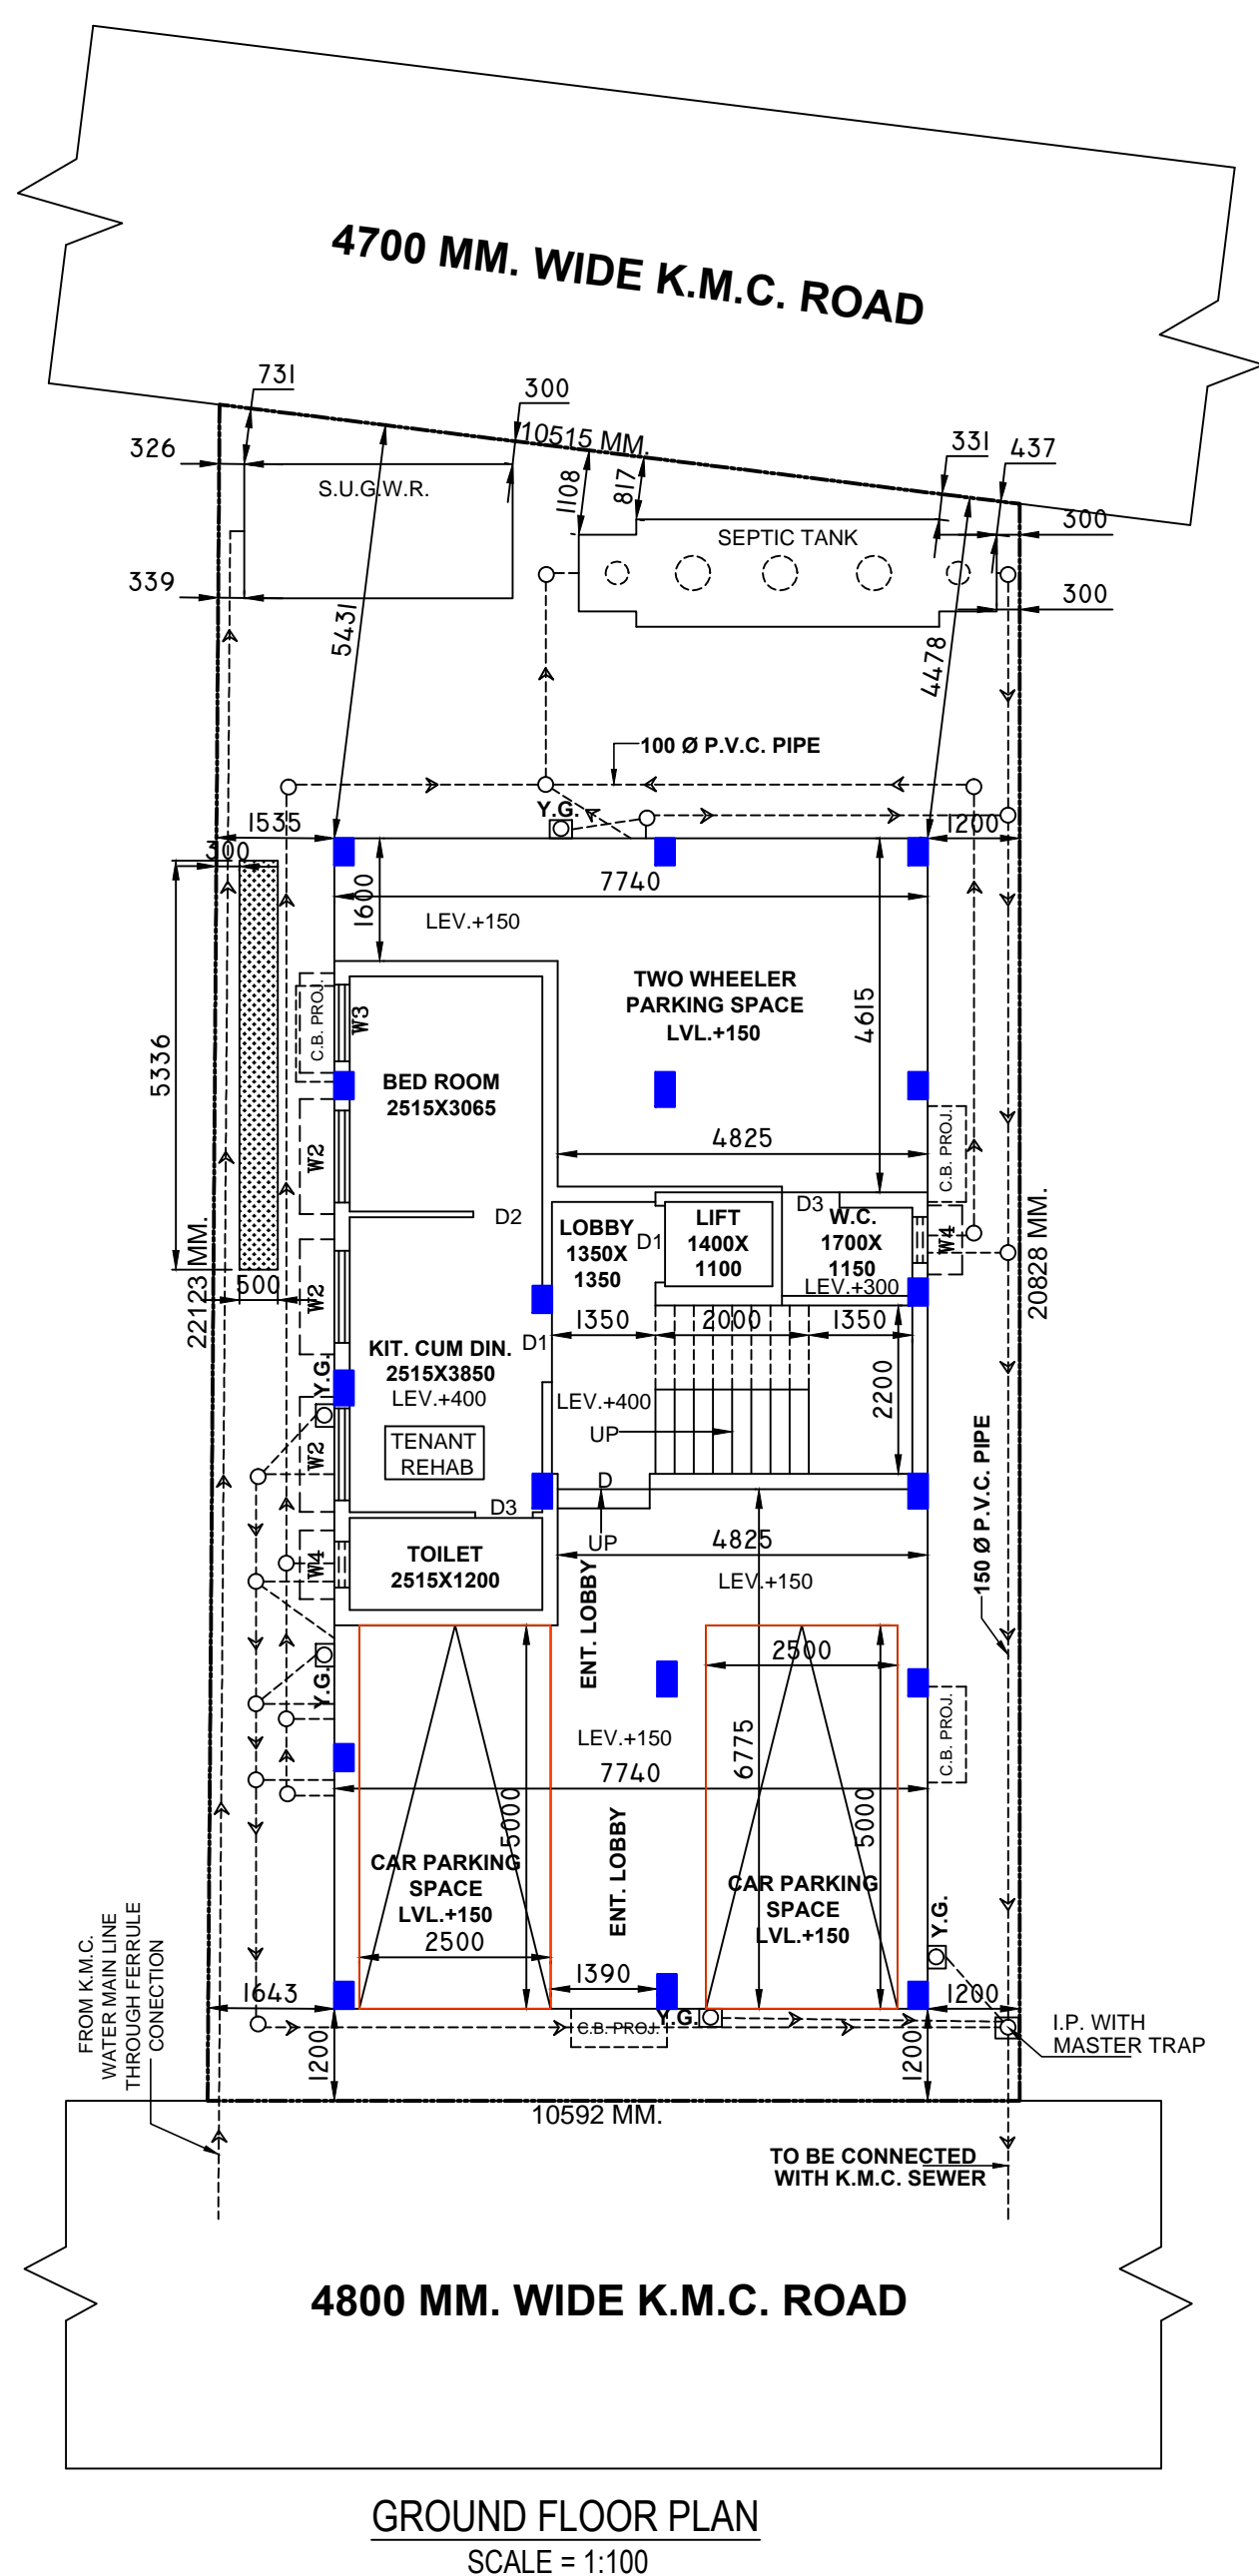 4700 MM. WIDE K.M.C. ROAD
731
300
10515 MM.
326
S.U.G.W.R.
1108
817
331
437
SEPTIC TANK
300
339
300
5431
4478
100 Ø P.V.C. PIPE
Y.G.
1535
1200
300
7740
1600
LEV.+150
TWO WHEELER
PARKING SPACE
LVL.+150
4615
C.B. PROJ.
W3
5336
BED ROOM
2515X3065
4825
C.B. PROJ.
W2
D2
LOBBY
1350X
1350
D1
LIFT
1400X
1100
D3
W.C.
1700X
1150
LEV.+300
W4
22123 MM.
500
W2
20828 MM.
1350
2000
1350
D1
KIT. CUM DIN.
2515X3850
LEV.+400
Y.G.
LEV.+400
UP
2200
TENANT
REHAB
W2
D
D3
UP
4825
150 Ø P.V.C. PIPE
W4
TOILET
2515X1200
ENT. LOBBY
LEV.+150
2500
Y.G.
LEV.+150
6775
C.B. PROJ.
7740
5000
5000
CAR PARKING
SPACE
LVL.+150
ENT. LOBBY
CAR PARKING
SPACE
LVL.+150
Y.G.
2500
1390
FROM K.M.C.
WATER MAIN LINE
THROUGH FERRULE
CONECTION
1643
1200
C.B. PROJ.
Y.G.
1200
1200
I.P. WITH
MASTER TRAP
10592 MM.
TO BE CONNECTED
WITH K.M.C. SEWER
4800 MM. WIDE K.M.C. ROAD
GROUND FLOOR PLAN
SCALE = 1:100